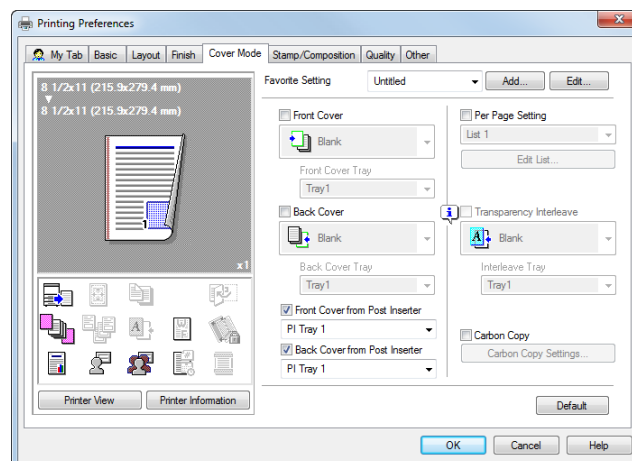 Printing Preferences
My Tab Basic Layout Finish Cover Mode Stamp/Composition Quality Other
8 1/2x11 (215.9x279.4 mm)
8 1/2x11 (215.9x279.4 mm)
1
x1
Printer View Printer Information
Favorite Setting Untitled Add... Edit...
Front Cover
Blank
Front Cover Tray
Tray1
Back Cover
Blank
Back Cover Tray
Tray1
Front Cover from Post Inserter
PI Tray 1
Back Cover from Post Inserter
PI Tray 1
Per Page Setting
List 1
Edit List...
Transparency Interleave
Blank
Interleave Tray
Tray1
Carbon Copy
Carbon Copy Settings...
Default
OK Cancel Help